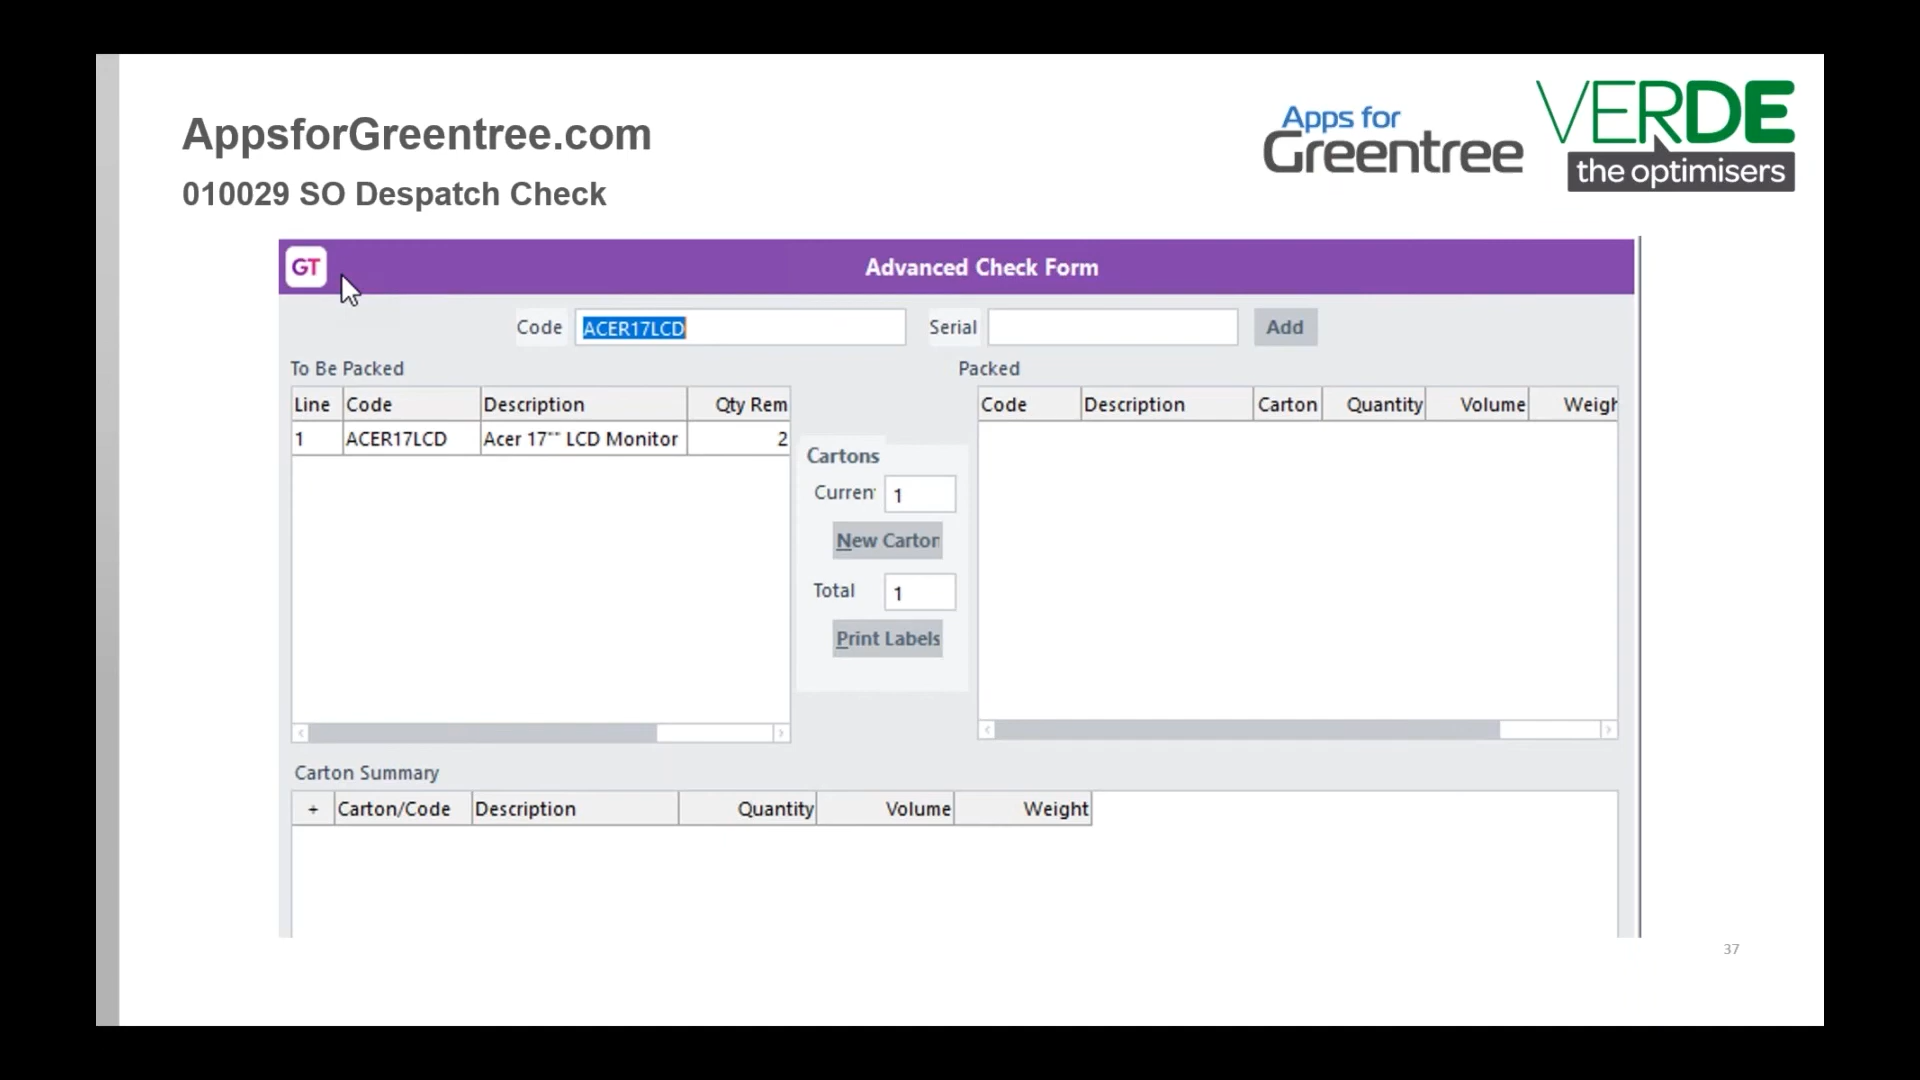 AppsforGreentree.com
010029 SO Despatch Check
Apps for
Greentree
VERDE
the optimisers
GT
Advanced Check Form
Code ACER17LCD Serial Add
To Be Packed
Packed
Line Code Description Qty Rem
1 ACER17LCD Acer 17"" LCD Monitor 2
Code Description Carton Quantity Volume Weigh
Cartons
Curren 1
New Carton
Total 1
Print Labels
Carton Summary
+ Carton/Code Description Quantity Volume Weight
37